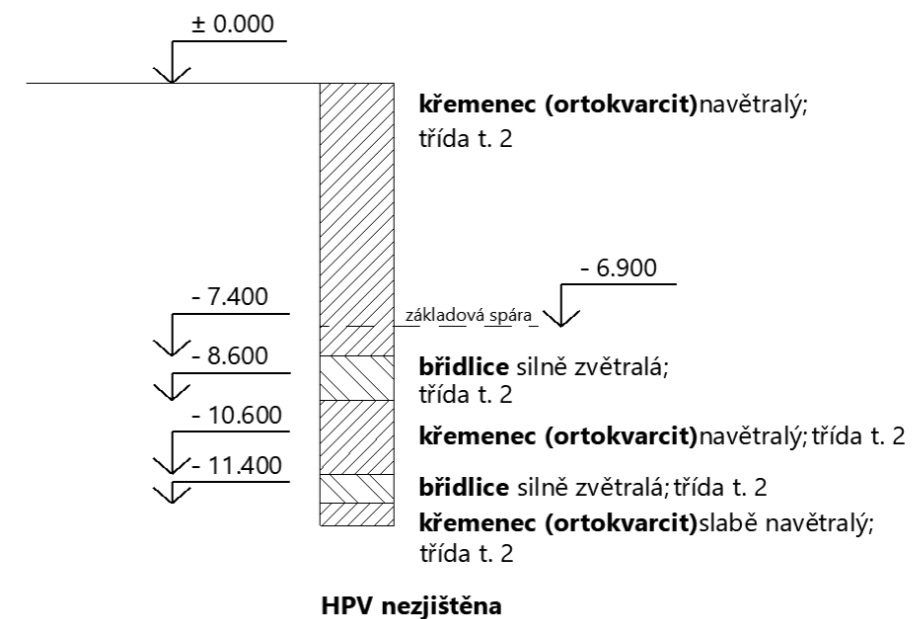 ± 0.000
křemenec (ortokvarcit)navětralý;
třída t. 2
- 6.900
- 7.400
základová spára
- 8.600
břidlice silně zvětralá;
třída t. 2
- 10.600
křemenec (ortokvarcit)navětralý; třída t. 2
- 11.400
břidlice silně zvětralá; třída t. 2
křemenec (ortokvarcit)slabě navětralý;
třída t. 2
HPV nezjištěna